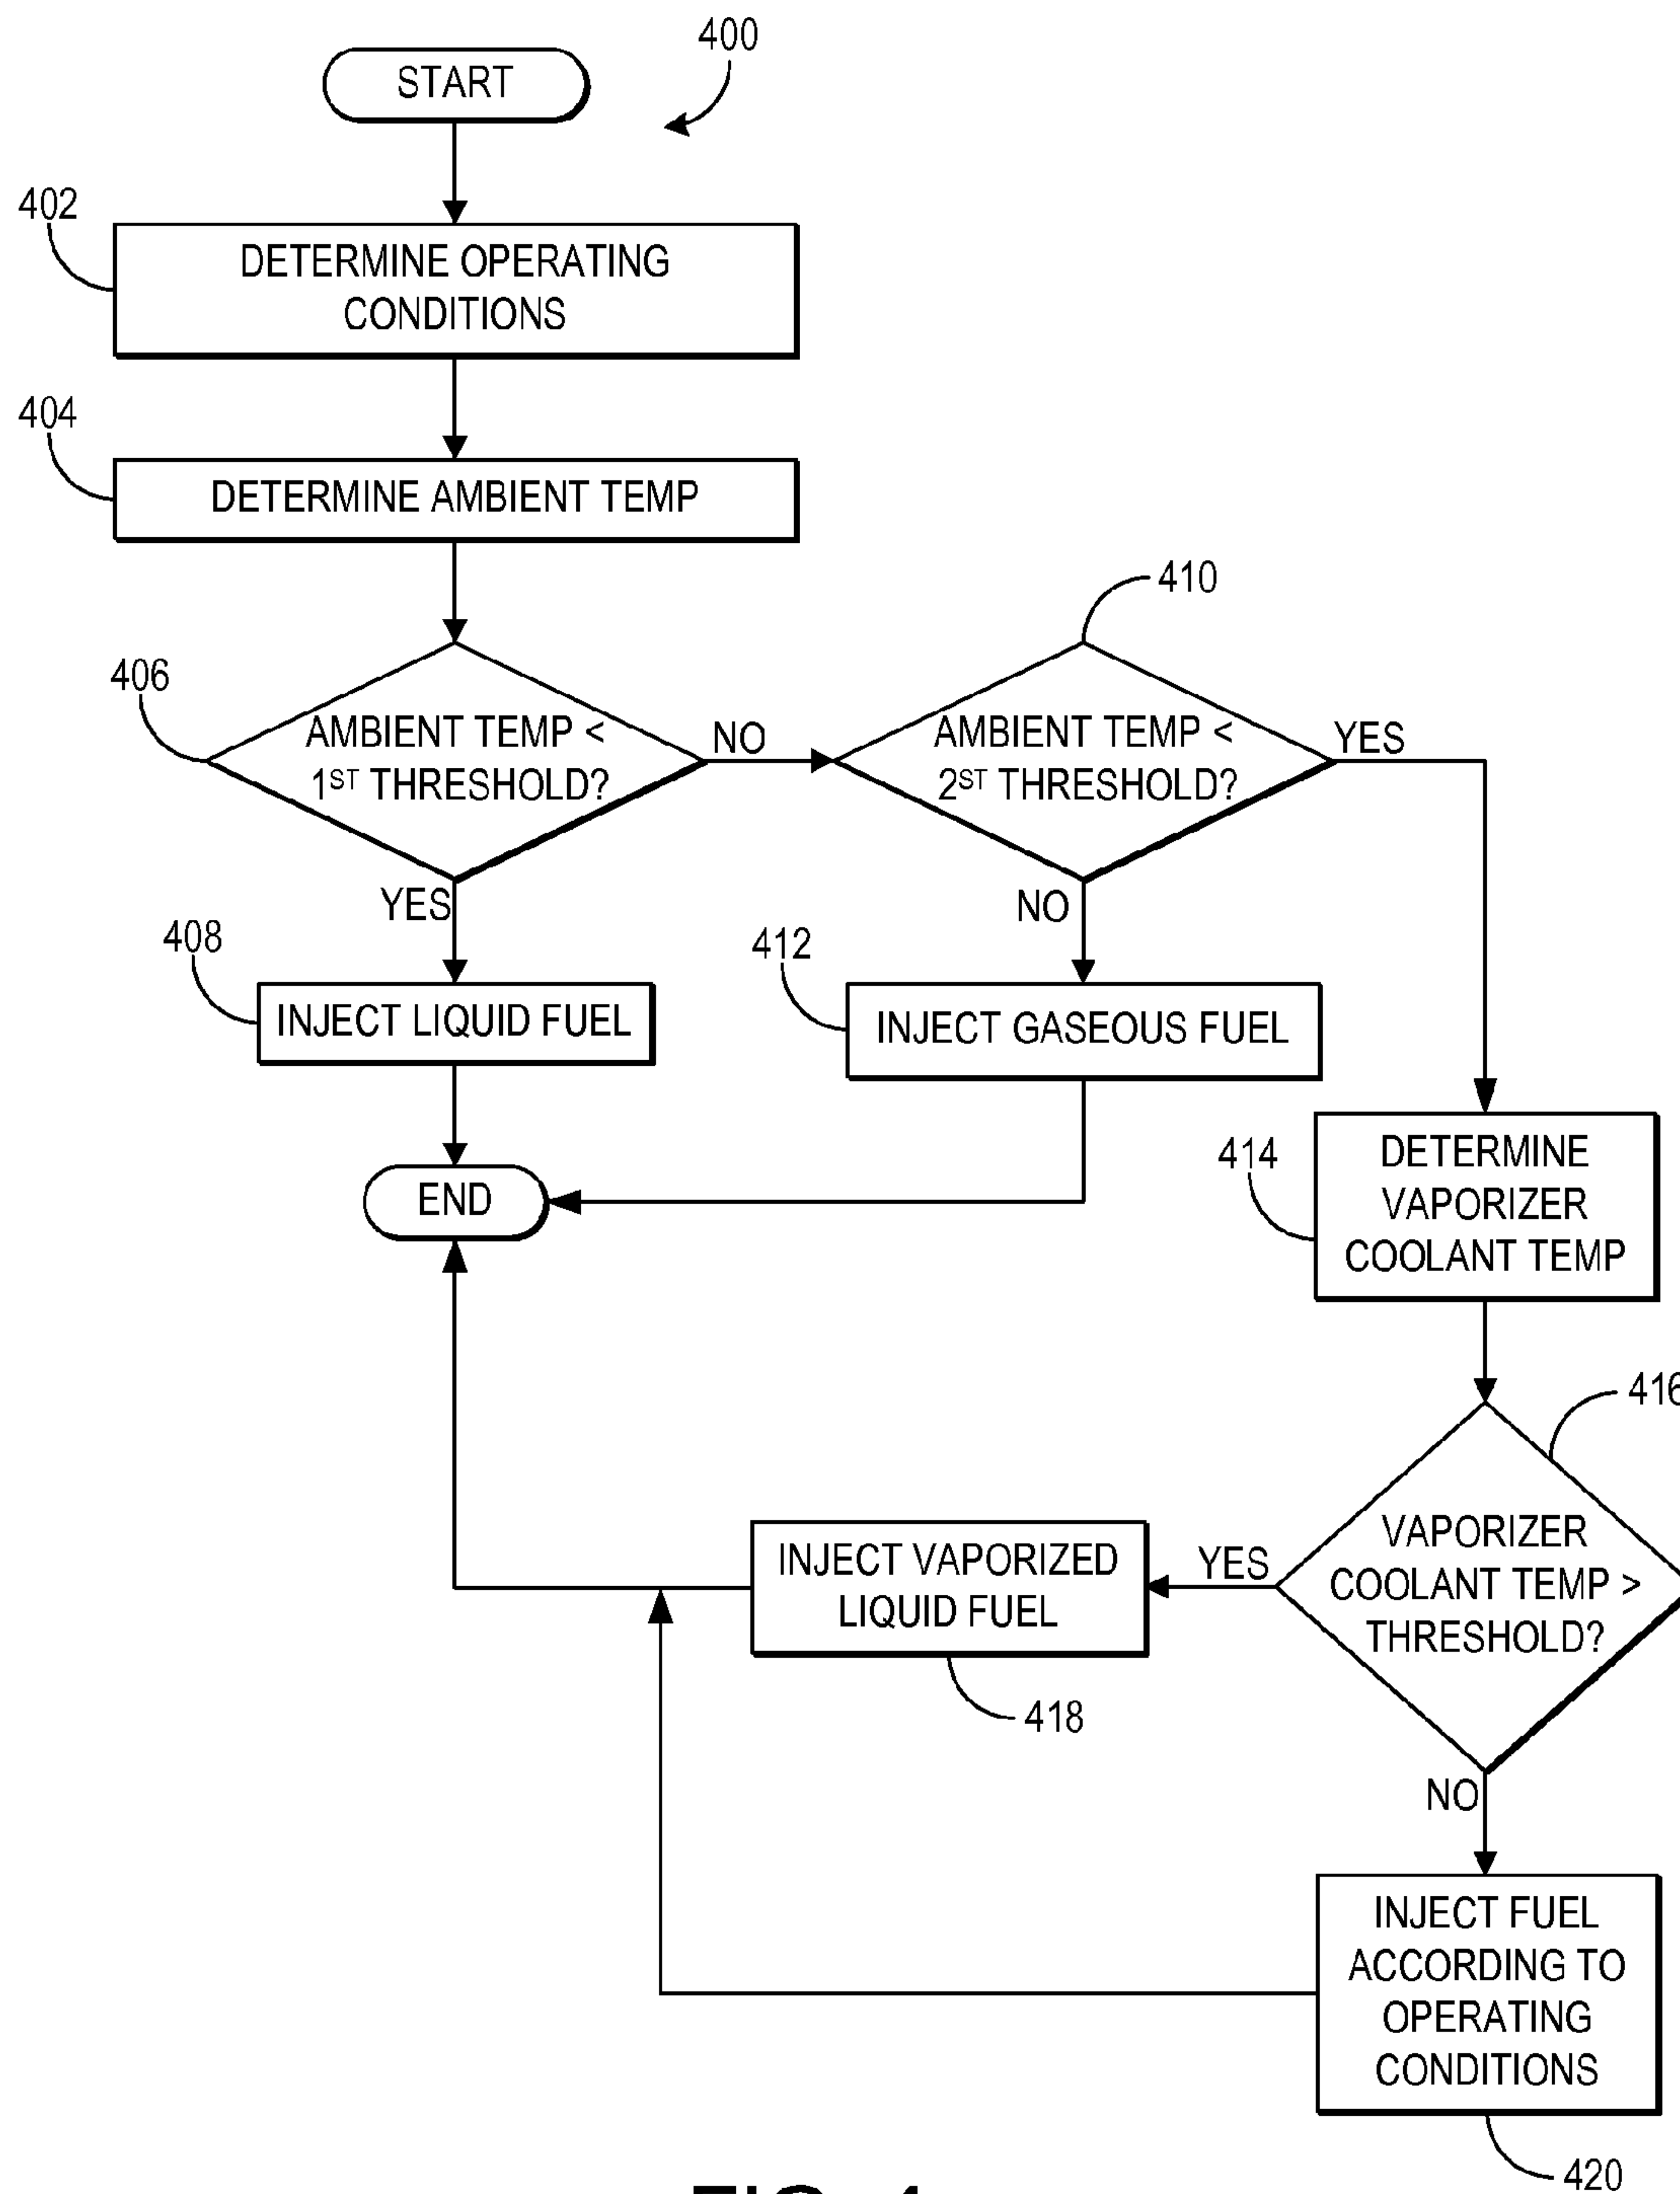 400
START
402
DETERMINE OPERATING
CONDITIONS
404
DETERMINE AMBIENT TEMP
406
AMBIENT TEMP <
1ST THRESHOLD?
NO
410
AMBIENT TEMP <
2ST THRESHOLD?
YES
YES
NO
408
INJECT LIQUID FUEL
412
INJECT GASEOUS FUEL
END
414
DETERMINE
VAPORIZER
COOLANT TEMP
416
VAPORIZER
COOLANT TEMP >
THRESHOLD?
YES
INJECT VAPORIZED
LIQUID FUEL
418
NO
INJECT FUEL
ACCORDING TO
OPERATING
CONDITIONS
420